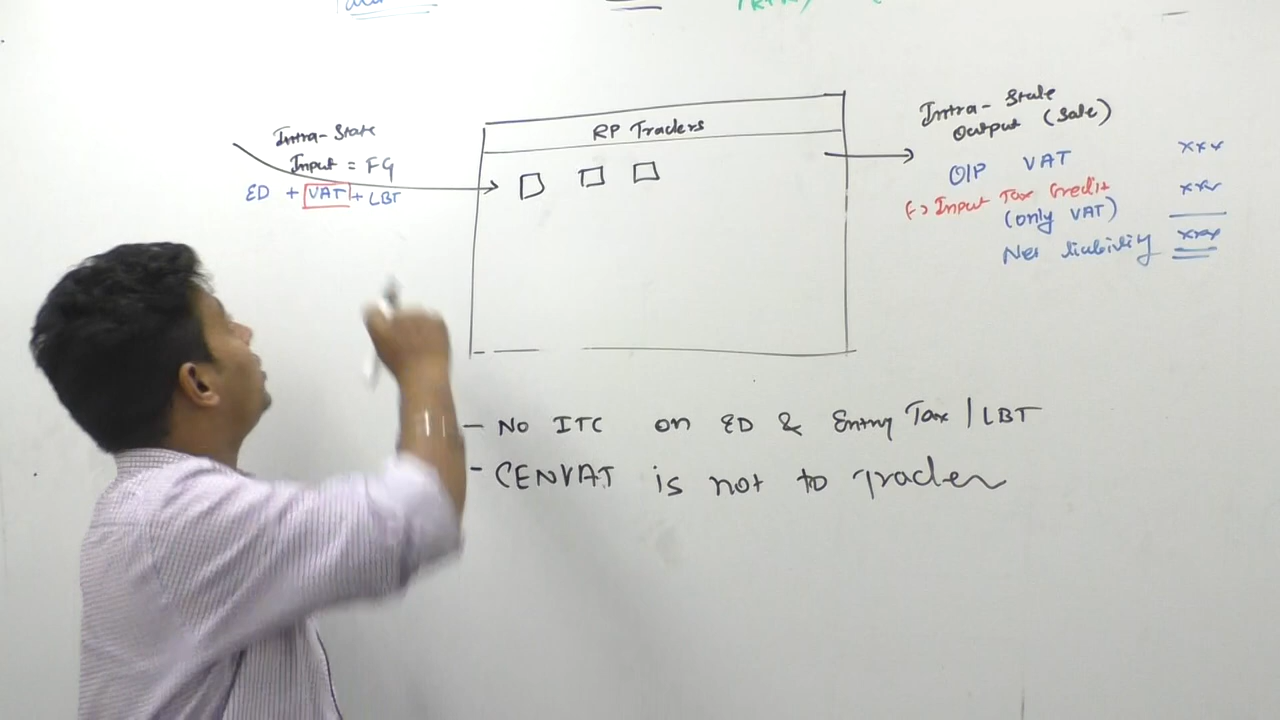 Intra-State
Input = FG
ED + VAT + LBT
RP Traders
Intra-State
Output (Sale)
O/P VAT xxx
(-) Input Tax Credit xxx
(only VAT)
Net liability xxx
- No ITC on ED & Entry Tax / LBT
- CENVAT is not to Trader